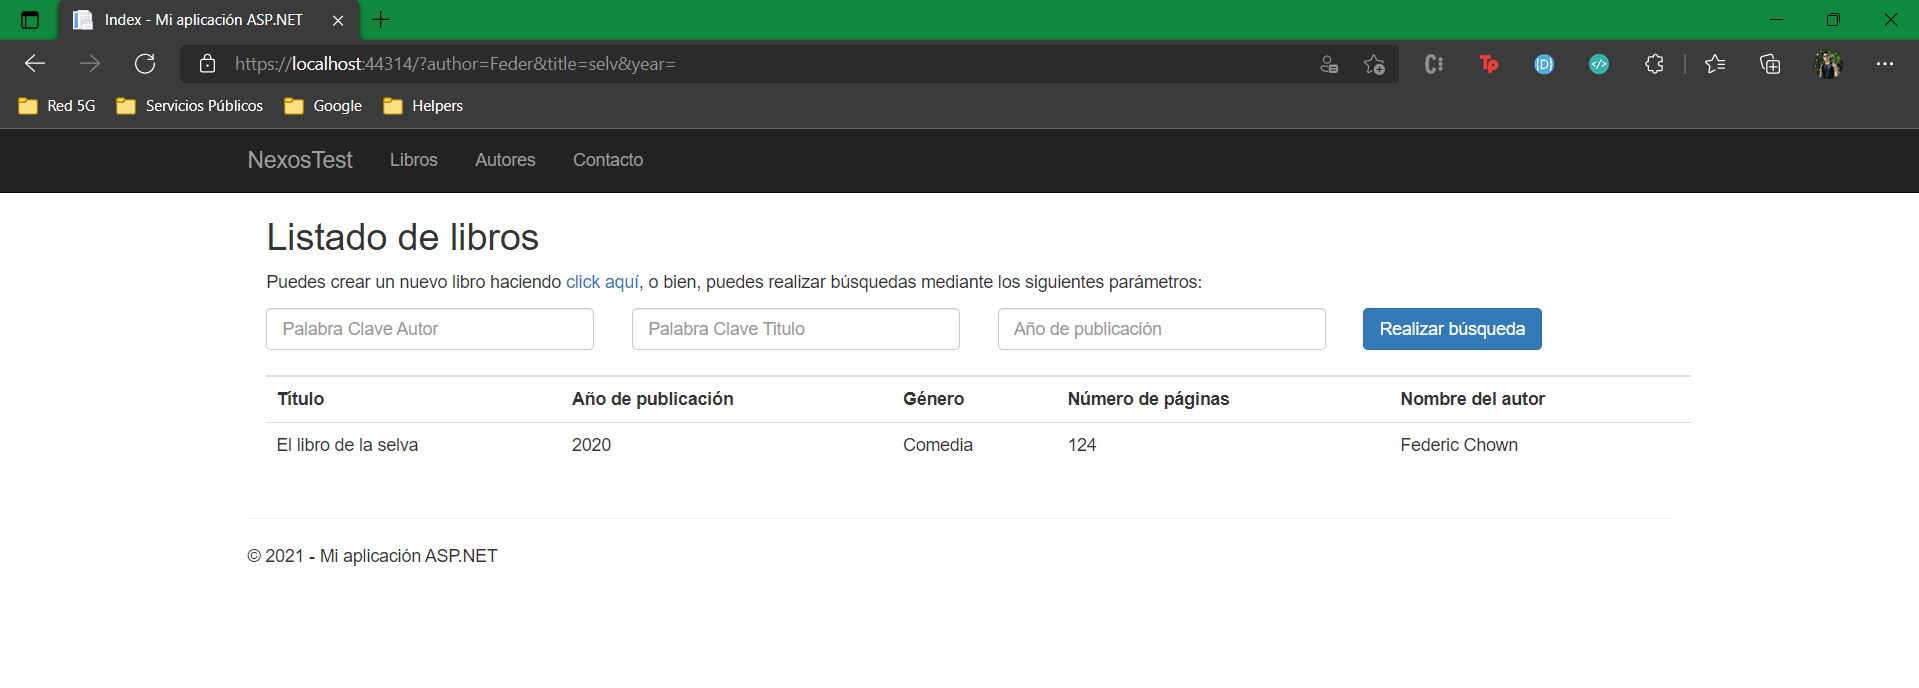 Index - Mi aplicación ASP.NET
https://localhost:44314/?author=Feder&title=selv&year=
Red 5G Servicios Públicos Google Helpers
NexosTest Libros Autores Contacto
Listado de libros
Puedes crear un nuevo libro haciendo click aquí, o bien, puedes realizar búsquedas mediante los siguientes parámetros:
Palabra Clave Autor Palabra Clave Titulo Año de publicación Realizar búsqueda
Título Año de publicación Género Número de páginas Nombre del autor
El libro de la selva 2020 Comedia 124 Federic Chown
© 2021 - Mi aplicación ASP.NET